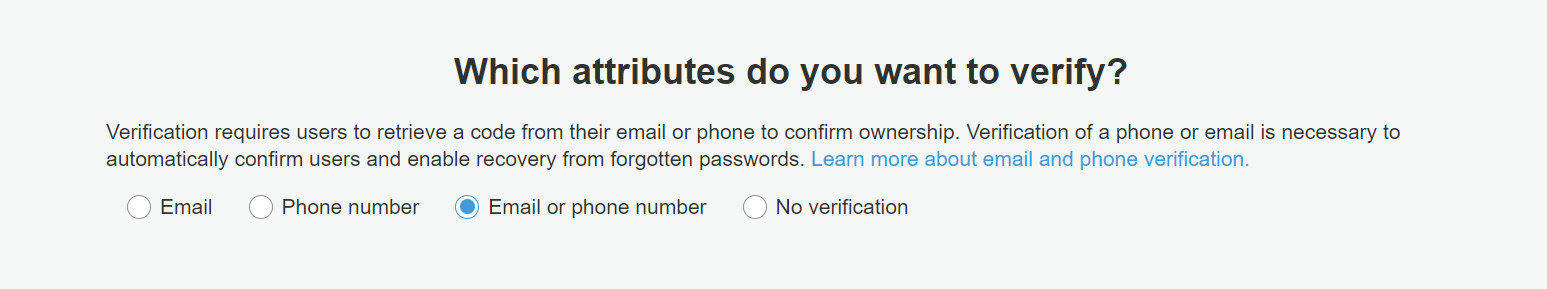 Which attributes do you want to verify?
Verification requires users to retrieve a code from their email or phone to confirm ownership. Verification of a phone or email is necessary to
automatically confirm users and enable recovery from forgotten passwords. Learn more about email and phone verification.
Email Phone number Email or phone number No verification